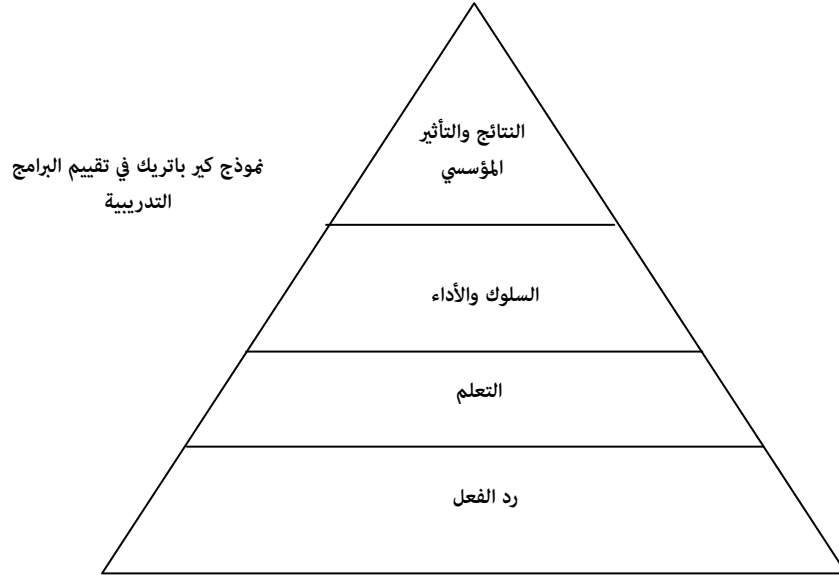 النتائج والتأثير
المؤسسي
نموذج كير باتريك في تقييم البرامج
التدريبية
السلوك والأداء
التعلم
رد الفعل